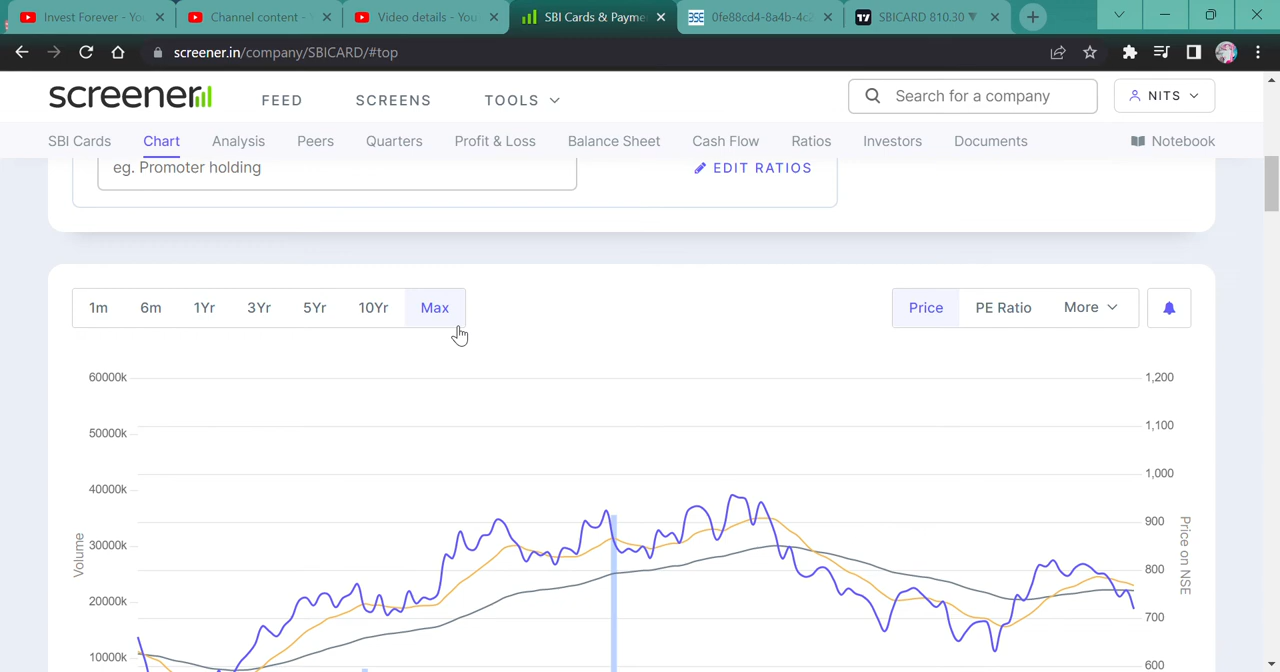 Invest Forever - You
Channel content -
Video details - You
SBI Cards & Payme
BSE 0fe88cd4-8a4b-4c
SBICARD 810.30 ▼
screener.in/company/SBICARD/#top
screener
FEED
SCREENS
TOOLS
Search for a company
NITS
SBI Cards
Chart
Analysis
Peers
Quarters
Profit & Loss
Balance Sheet
Cash Flow
Ratios
Investors
Documents
Notebook
eg. Promoter holding
EDIT RATIOS
1m
6m
1Yr
3Yr
5Yr
10Yr
Max
Price
PE Ratio
More
60000k
50000k
40000k
30000k
20000k
10000k
Volume
1,200
1,100
1,000
900
800
700
600
Price on NSE